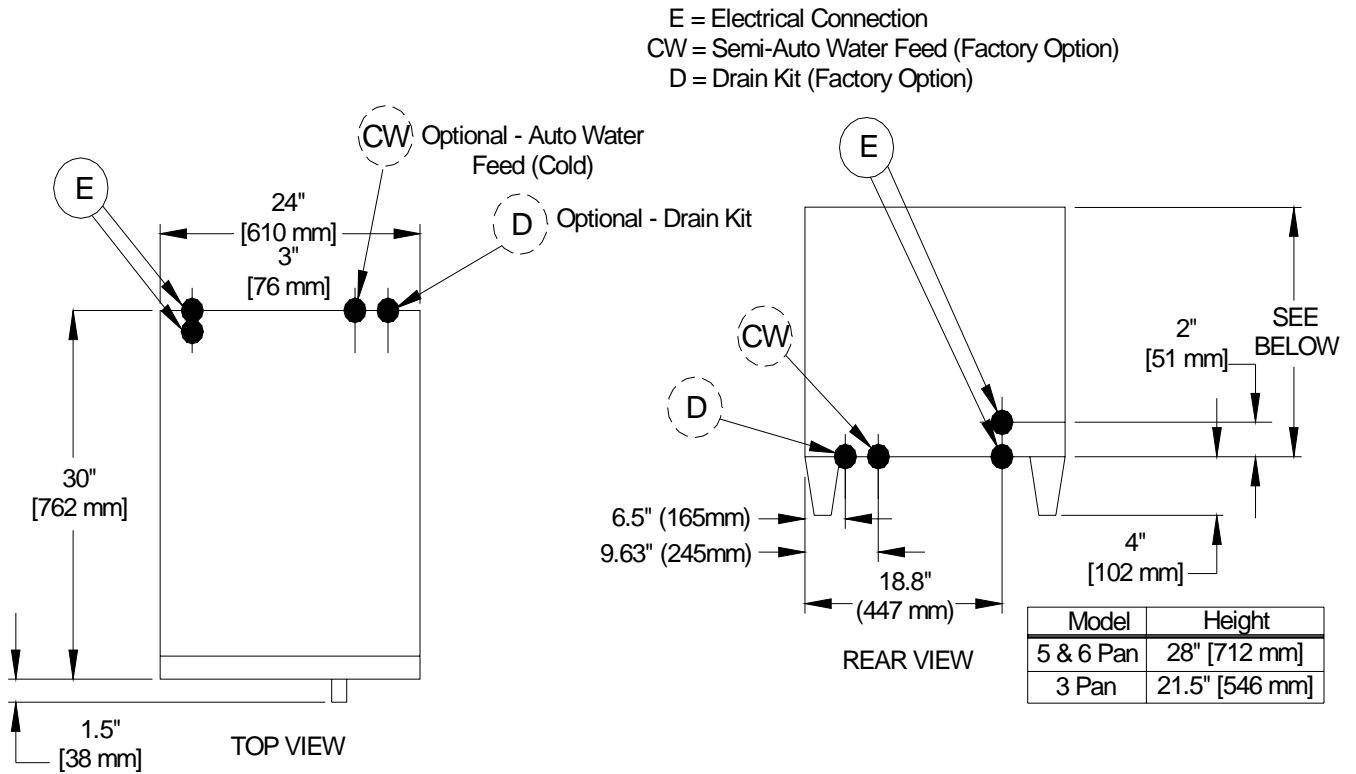 E = Electrical Connection
CW = Semi-Auto Water Feed (Factory Option)
D = Drain Kit (Factory Option)
CW
Optional - Auto Water
Feed (Cold)
E
24"
[610 mm]
3"
[76 mm]
D
Optional - Drain Kit
30"
[762 mm]
1.5"
[38 mm]
TOP VIEW
E
CW
D
2"
[51 mm]
SEE
BELOW
6.5" (165mm)
9.63" (245mm)
18.8"
(447 mm)
4"
[102 mm]
REAR VIEW
Model Height
5 & 6 Pan 28" [712 mm]
3 Pan 21.5" [546 mm]